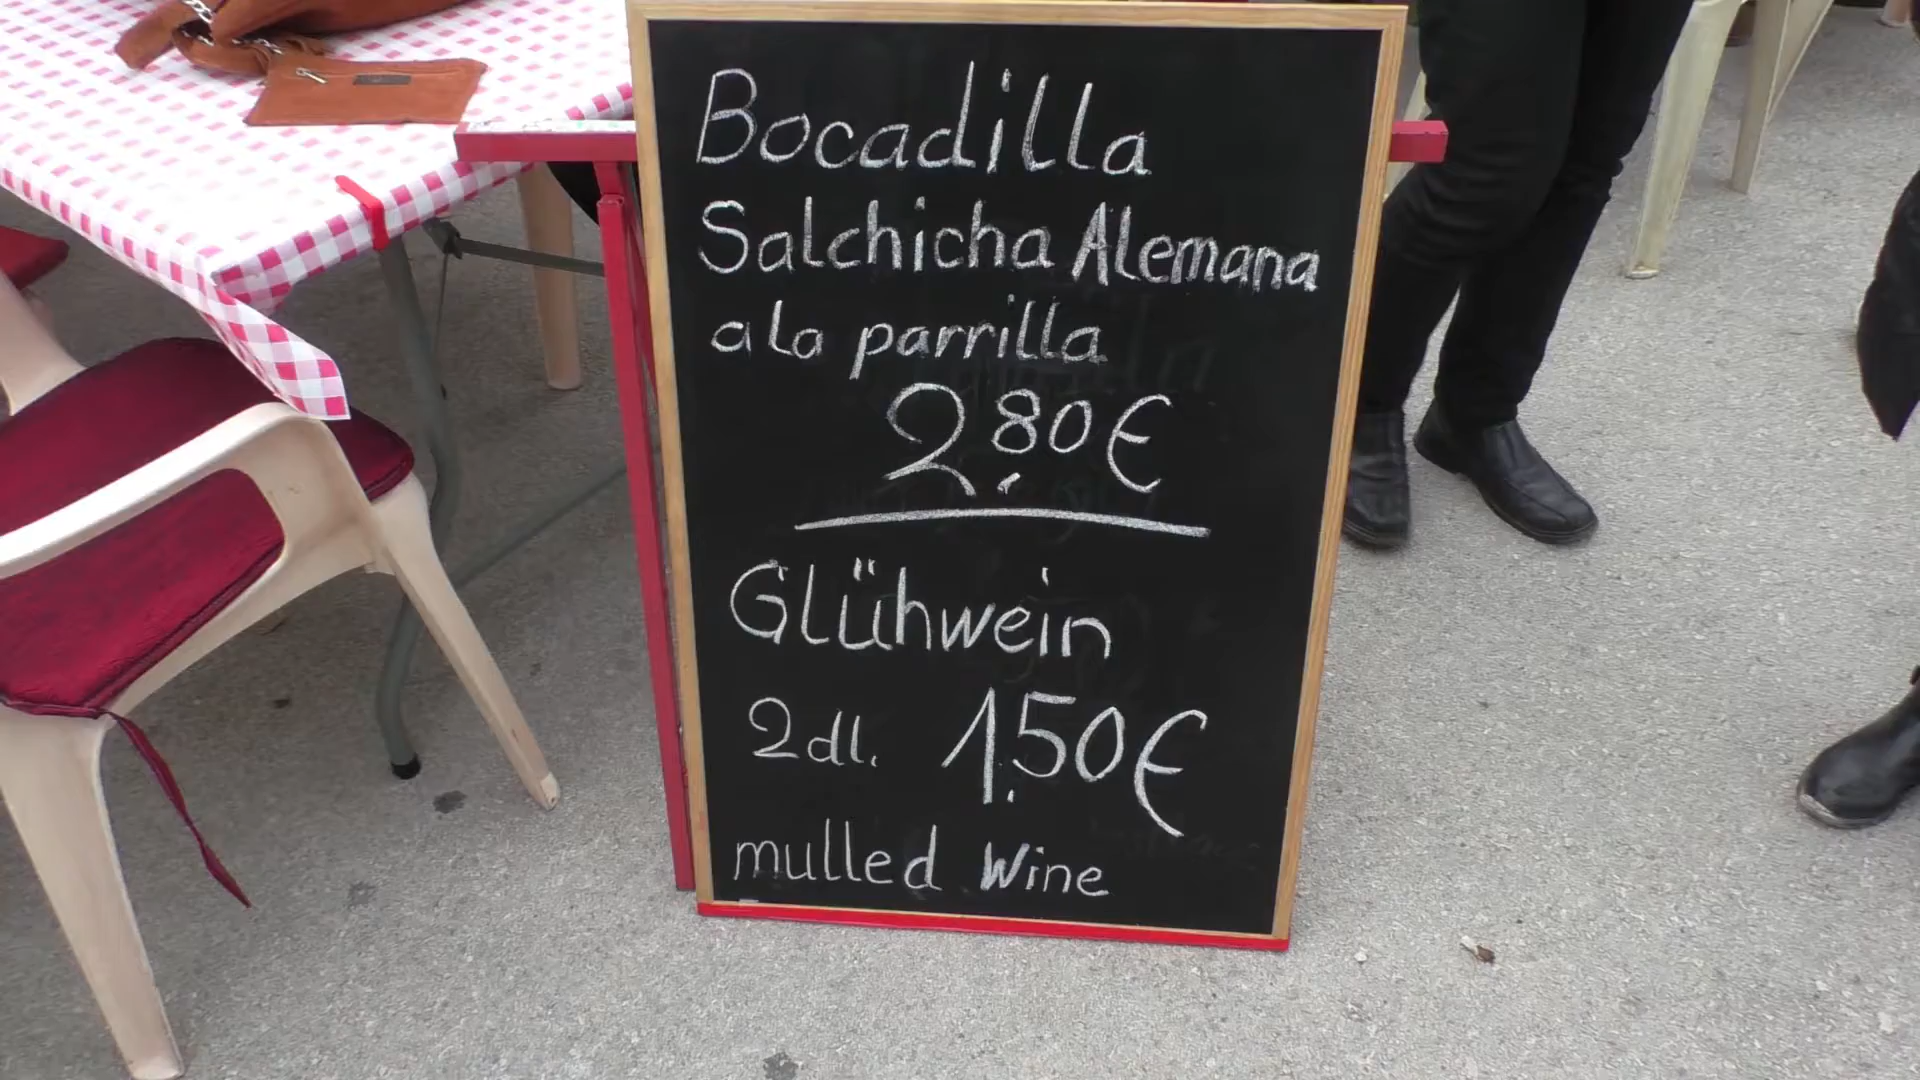 Bocadilla
Salchicha Alemana
a la parrilla
2.80 €
Glühwein
2dl. 1.50 €
mulled Wine